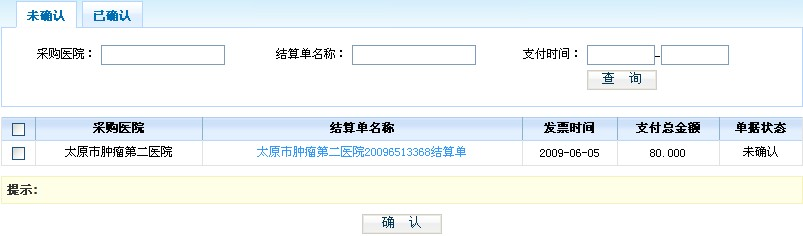 未确认 已确认
采购医院： 结算单名称： 支付时间： -
查 询
采购医院 结算单名称 发票时间 支付总金额 单据状态
太原市肿瘤第二医院 太原市肿瘤第二医院20096513368结算单 2009-06-05 80.000 未确认
提示:
确 认